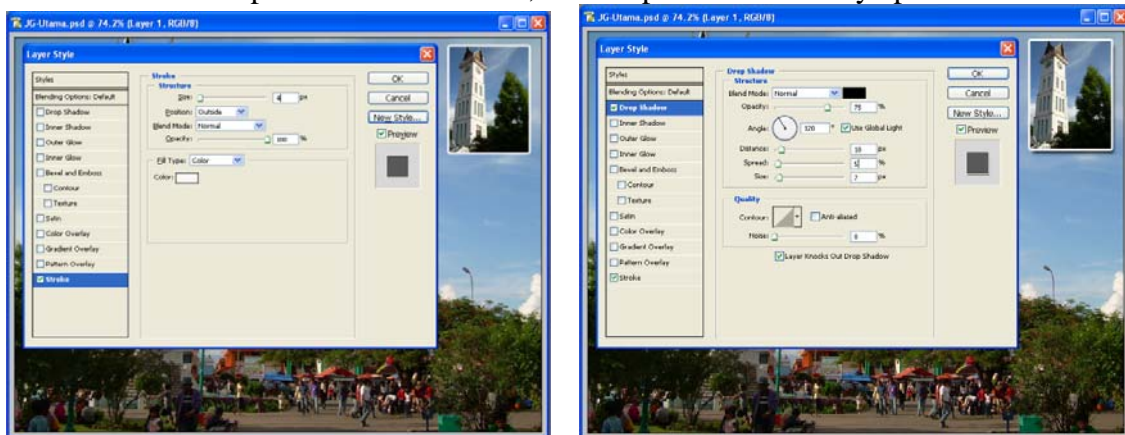 JG-Utama.psd @ 74.2% (Layer 1, RGB/8)
Layer Style
Styles
Blending Options: Default
Drop Shadow
Inner Shadow
Outer Glow
Inner Glow
Bevel and Emboss
Contour
Texture
Satin
Color Overlay
Gradient Overlay
Pattern Overlay
Stroke
Stroke
Structure
Size: 4 px
Position: Outside
Blend Mode: Normal
Opacity: 100 %
Fill Type: Color
Color:
OK
Cancel
New Style...
Preview
JG-Utama.psd @ 74.2% (Layer 1, RGB/8)
Layer Style
Styles
Blending Options: Default
Drop Shadow
Inner Shadow
Outer Glow
Inner Glow
Bevel and Emboss
Contour
Texture
Satin
Color Overlay
Gradient Overlay
Pattern Overlay
Stroke
Drop Shadow
Structure
Blend Mode: Normal
Opacity: 75 %
Angle: 120 ° Use Global Light
Distance: 10 px
Spread: 5 %
Size: 7 px
Quality
Contour: Anti-aliased
Noise: 0 %
Layer Knocks Out Drop Shadow
OK
Cancel
New Style...
Preview